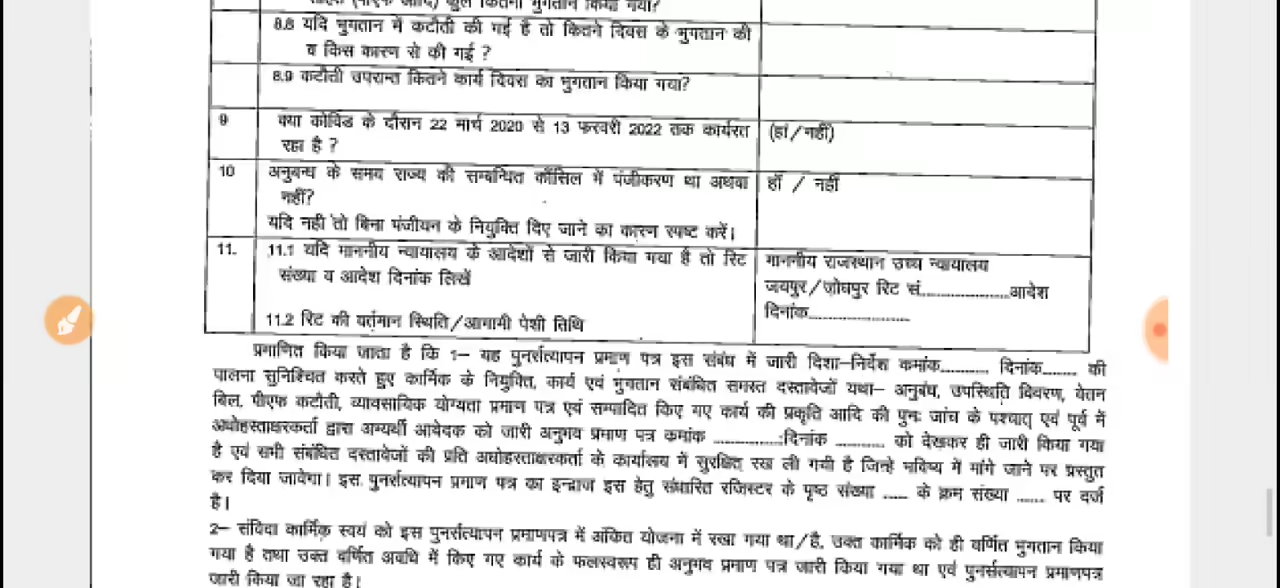 सहित (पीएफ आदि) कुल कितना भुगतान किया गया?
8.8 यदि भुगतान में कटौती की गई है तो कितने दिवस के भुगतान की
व किस कारण से की गई ?
8.9 कटौती उपरान्त कितने कार्य दिवस का भुगतान किया गया?
9 क्या कोविड के दौरान 22 मार्च 2020 से 13 फरवरी 2022 तक कार्यरत (हां/नहीं)
रहा है ?
10 अनुबन्ध के समय राज्य की सम्बन्धित कौंसिल में पंजीकरण था अथवा हाँ / नहीं
नहीं?
यदि नही तो बिना पंजीयन के नियुक्ति दिए जाने का कारण स्पष्ट करें।
11. 11.1 यदि माननीय न्यायालय के आदेशों से जारी किया गया है तो रिट
संख्या व आदेश दिनांक लिखें
11.2 रिट की वर्तमान स्थिति/आगामी पेशी तिथि
माननीय राजस्थान उच्च न्यायालय
जयपुर/जोधपुर रिट सं....................आदेश
दिनांक......................
प्रमाणित किया जाता है कि 1– यह पुनर्सत्यापन प्रमाण पत्र इस संबंध में जारी दिशा–निर्देश कमांक........... दिनांक........ की
पालना सुनिश्चित करते हुए कार्मिक के नियुक्ति, कार्य एवं भुगतान संबंधित समस्त दस्तावेजों यथा– अनुबंध, उपस्थिति विवरण, वेतन
बिल, पीएफ कटौती, व्यावसायिक योग्यता प्रमाण पत्र एवं सम्पादित किए गए कार्य की प्रकृति आदि की पुनः जांच के पश्चात् एवं पूर्व में
अधोहस्ताक्षरकर्ता द्वारा अभ्यर्थी आवेदक को जारी अनुभव प्रमाण पत्र कमांक ...............दिनांक ........... को देखकर ही जारी किया गया
है एवं सभी संबंधित दस्तावेजों की प्रति अधोहस्ताक्षरकर्ता के कार्यालय में सुरक्षित रख ली गयी है जिन्हे भविष्य में मांगे जाने पर प्रस्तुत
कर दिया जावेगा। इस पुनर्सत्यापन प्रमाण पत्र का इन्द्राज इस हेतु संधारित रजिस्टर के पृष्ठ संख्या ...... के क्रम संख्या ....... पर दर्ज
है।
2– संविदा कार्मिक स्वयं को इस पुनर्सत्यापन प्रमाणपत्र में अंकित योजना में रखा गया था/है, उक्त कार्मिक को ही वर्णित भुगतान किया
गया है तथा उक्त वर्णित अवधि में किए गए कार्य के फलस्वरूप ही अनुभव प्रमाण पत्र जारी किया गया था एवं पुनर्सत्यापन प्रमाणपत्र
जारी किया जा रहा है।